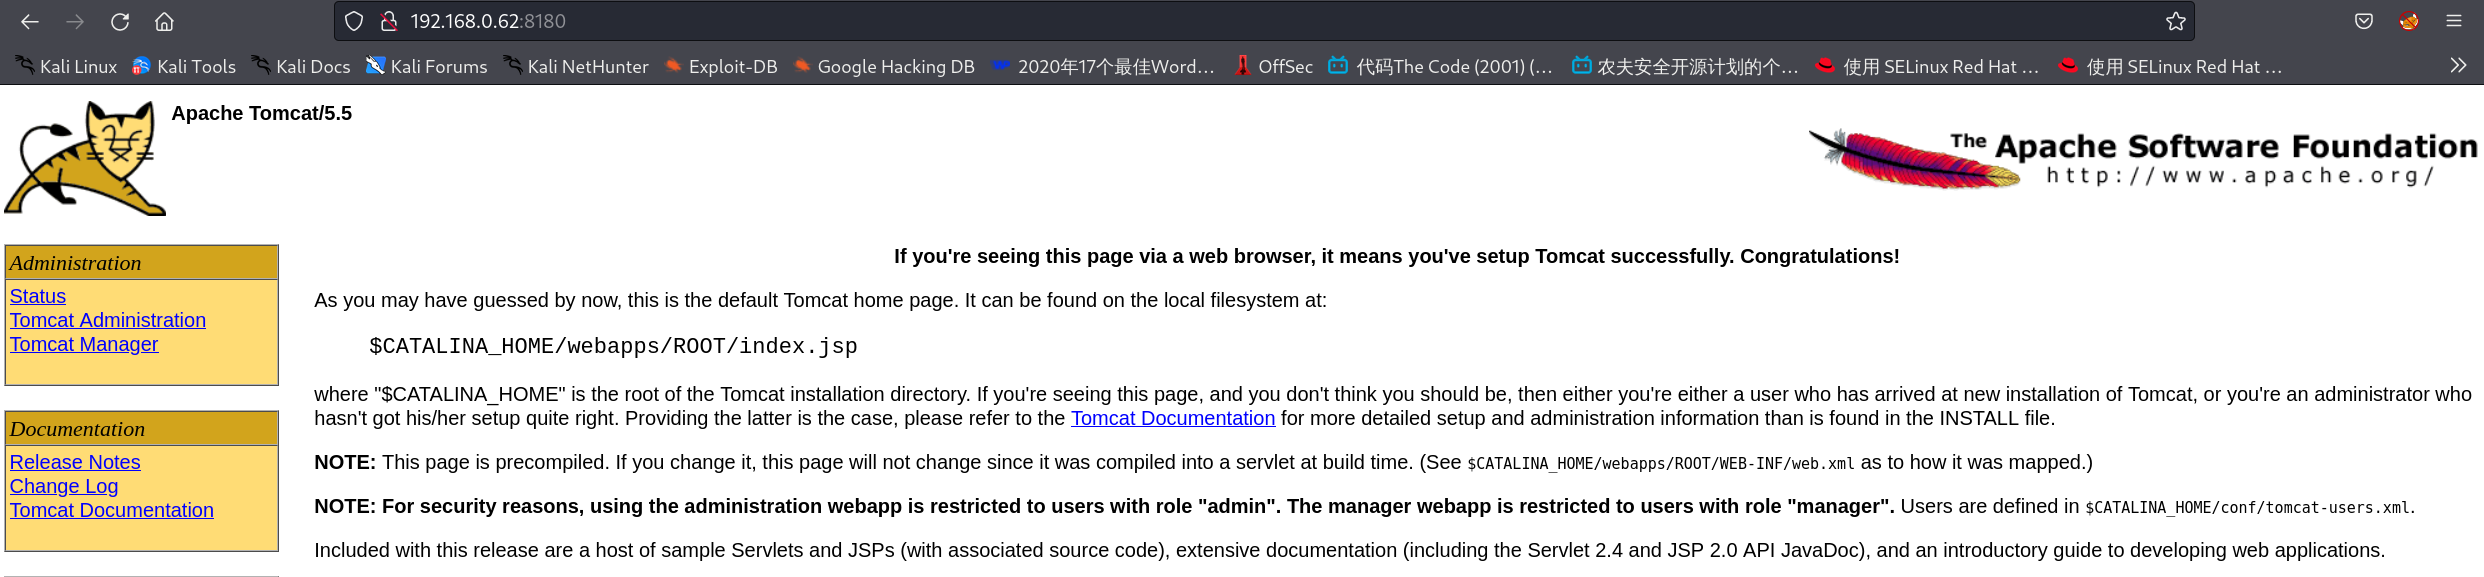 192.168.0.62:8180
Kali Linux Kali Tools Kali Docs Kali Forums Kali NetHunter Exploit-DB Google Hacking DB 2020年17个最佳Word… OffSec 代码The Code (2001) (… 农夫安全开源计划的个… 使用 SELinux Red Hat … 使用 SELinux Red Hat …
Apache Tomcat/5.5
The Apache Software Foundation
http://www.apache.org/
Administration
Status
Tomcat Administration
Tomcat Manager
Documentation
Release Notes
Change Log
Tomcat Documentation
If you're seeing this page via a web browser, it means you've setup Tomcat successfully. Congratulations!
As you may have guessed by now, this is the default Tomcat home page. It can be found on the local filesystem at:
$CATALINA_HOME/webapps/ROOT/index.jsp
where "$CATALINA_HOME" is the root of the Tomcat installation directory. If you're seeing this page, and you don't think you should be, then either you're either a user who has arrived at new installation of Tomcat, or you're an administrator who
hasn't got his/her setup quite right. Providing the latter is the case, please refer to the Tomcat Documentation for more detailed setup and administration information than is found in the INSTALL file.
NOTE: This page is precompiled. If you change it, this page will not change since it was compiled into a servlet at build time. (See $CATALINA_HOME/webapps/ROOT/WEB-INF/web.xml as to how it was mapped.)
NOTE: For security reasons, using the administration webapp is restricted to users with role "admin". The manager webapp is restricted to users with role "manager". Users are defined in $CATALINA_HOME/conf/tomcat-users.xml.
Included with this release are a host of sample Servlets and JSPs (with associated source code), extensive documentation (including the Servlet 2.4 and JSP 2.0 API JavaDoc), and an introductory guide to developing web applications.